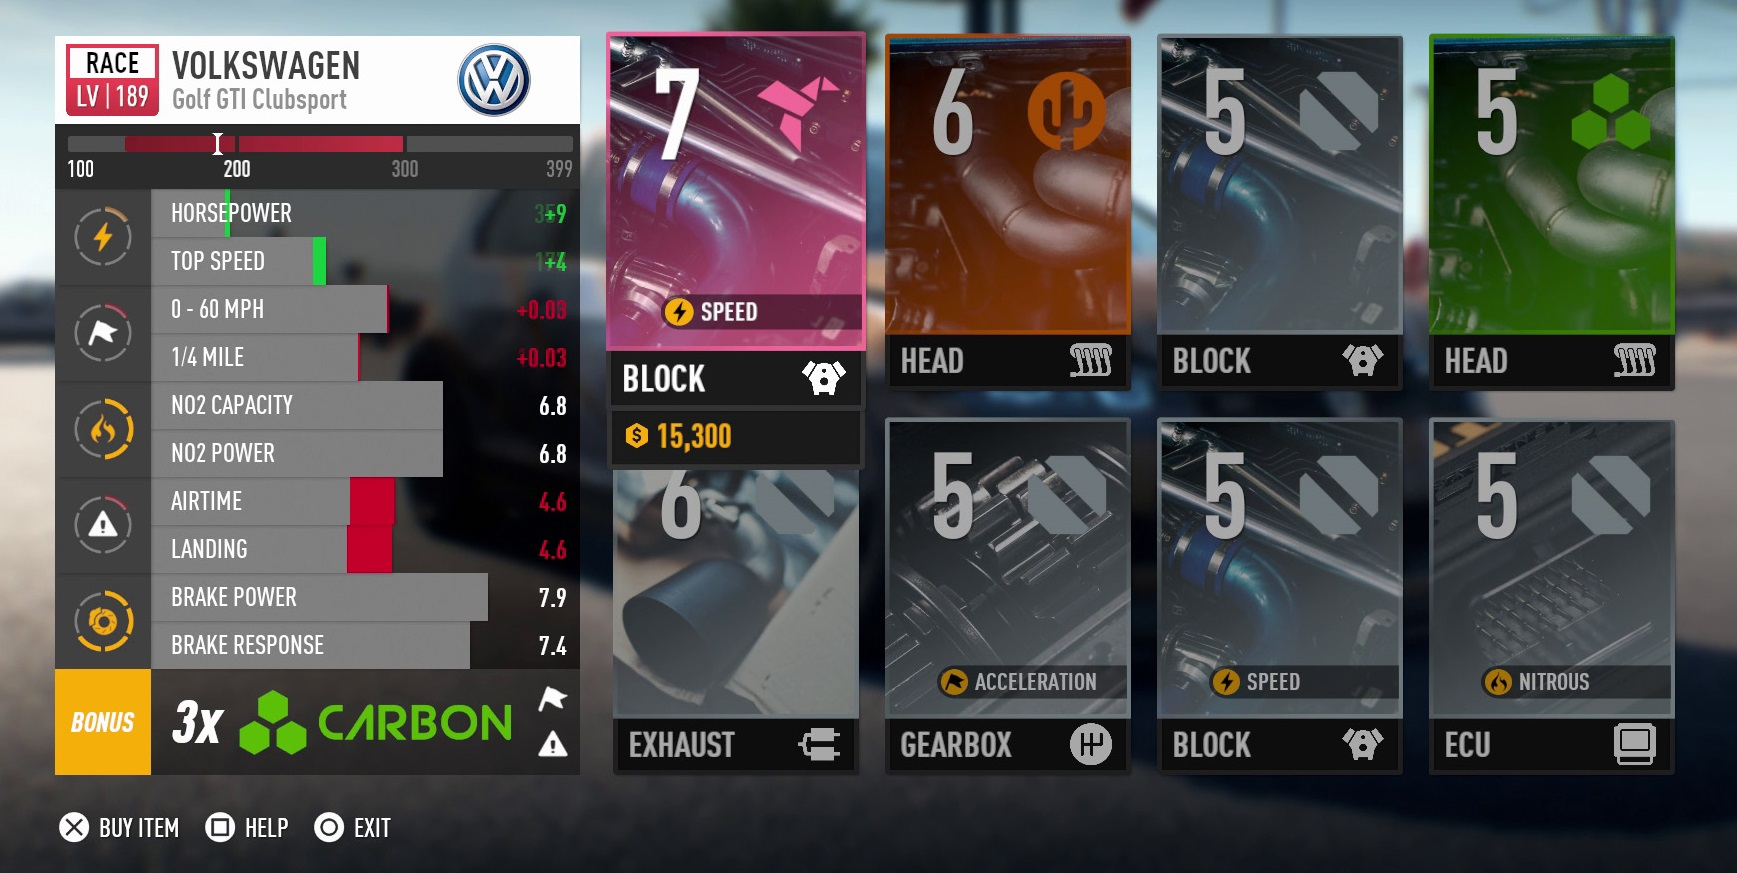 RACE
LV | 189
VOLKSWAGEN
Golf GTI Clubsport
100 200 300 399
HORSEPOWER +9
TOP SPEED +4
0 - 60 MPH +0.03
1/4 MILE +0.03
NO2 CAPACITY 6.8
NO2 POWER 6.8
AIRTIME 4.6
LANDING 4.6
BRAKE POWER 7.9
BRAKE RESPONSE 7.4
BONUS 3x CARBON
7
SPEED
BLOCK
$ 15,300
6
HEAD
5
BLOCK
5
HEAD
6
EXHAUST
5
ACCELERATION
GEARBOX
5
SPEED
BLOCK
5
NITROUS
ECU
BUY ITEM HELP EXIT